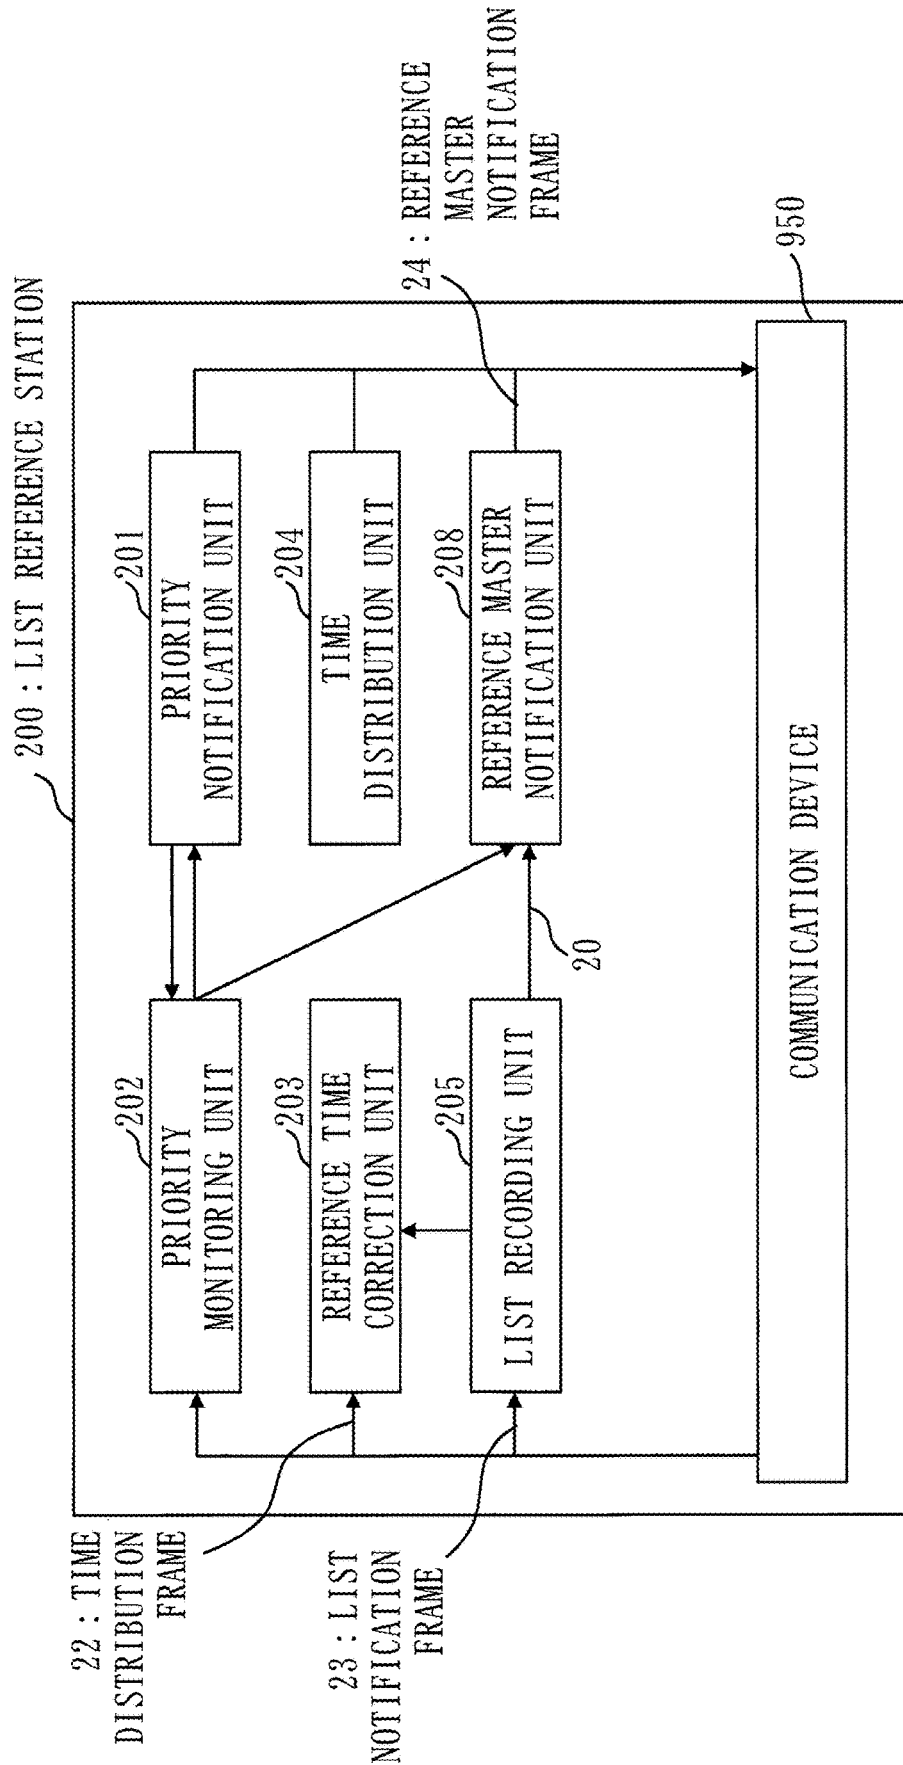 200 : LIST REFERENCE STATION
22 : TIME
DISTRIBUTION
FRAME
202
PRIORITY
MONITORING UNIT
201
PRIORITY
NOTIFICATION UNIT
203
REFERENCE TIME
CORRECTION UNIT
204
TIME
DISTRIBUTION UNIT
23 : LIST
NOTIFICATION
FRAME
205
LIST RECORDING UNIT
20
208
REFERENCE MASTER
NOTIFICATION UNIT
24 : REFERENCE
MASTER
NOTIFICATION
FRAME
950
COMMUNICATION DEVICE